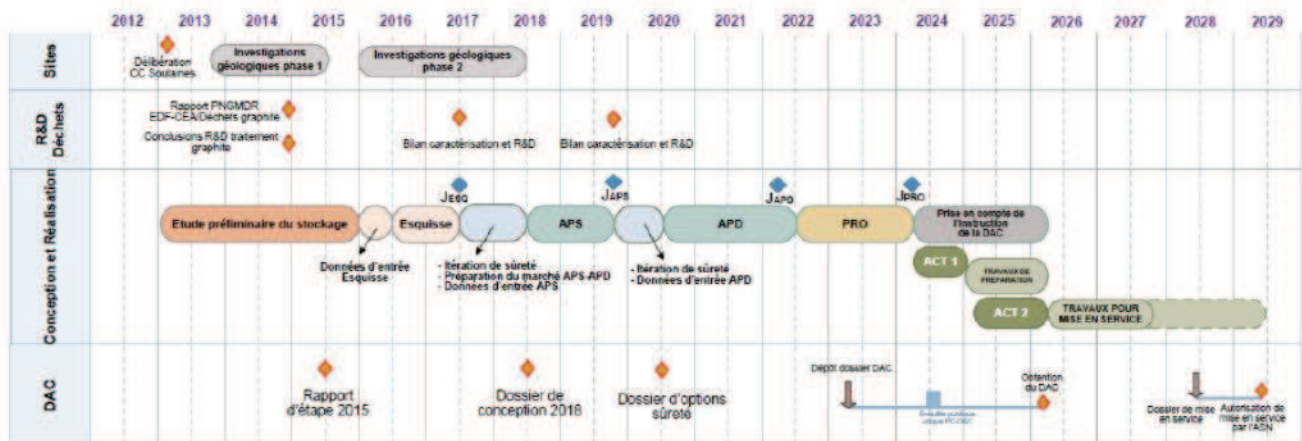 2012 2013 2014 2015 2016 2017 2018 2019 2020 2021 2022 2023 2024 2025 2026 2027 2028 2029
Sites
Délibération
CC Soulaines
Investigations
géologiques phase 1
Investigations géologiques
phase 2
R&D
Déchets
Rapport PNGMDR
EDF-CEA/Déchets graphite
Conclusions R&D traitement
graphite
Bilan caractérisation et R&D
Bilan caractérisation et R&D
Conception et Réalisation
JESQ
JAPS
JAPD
JPRO
Etude préliminaire du stockage
Esquisse
APS
APD
PRO
Prise en compte de
l'instruction
de la DAC
Données d'entrée
Esquisse
- Itération de sûreté
- Préparation du marché APS-APD
- Données d'entrée APS
- Itération de sûreté
- Données d'entrée APD
ACT 1
TRAVAUX DE
PRÉPARATION
ACT 2
TRAVAUX POUR
MISE EN SERVICE
DAC
Rapport
d'étape 2015
Dossier de
conception 2018
Dossier d'options
sûreté
Dépôt dossier DAC
Enquête publique
Obtention
du DAC
Dossier de mise
en service
Autorisation de
mise en service
par l'ASN